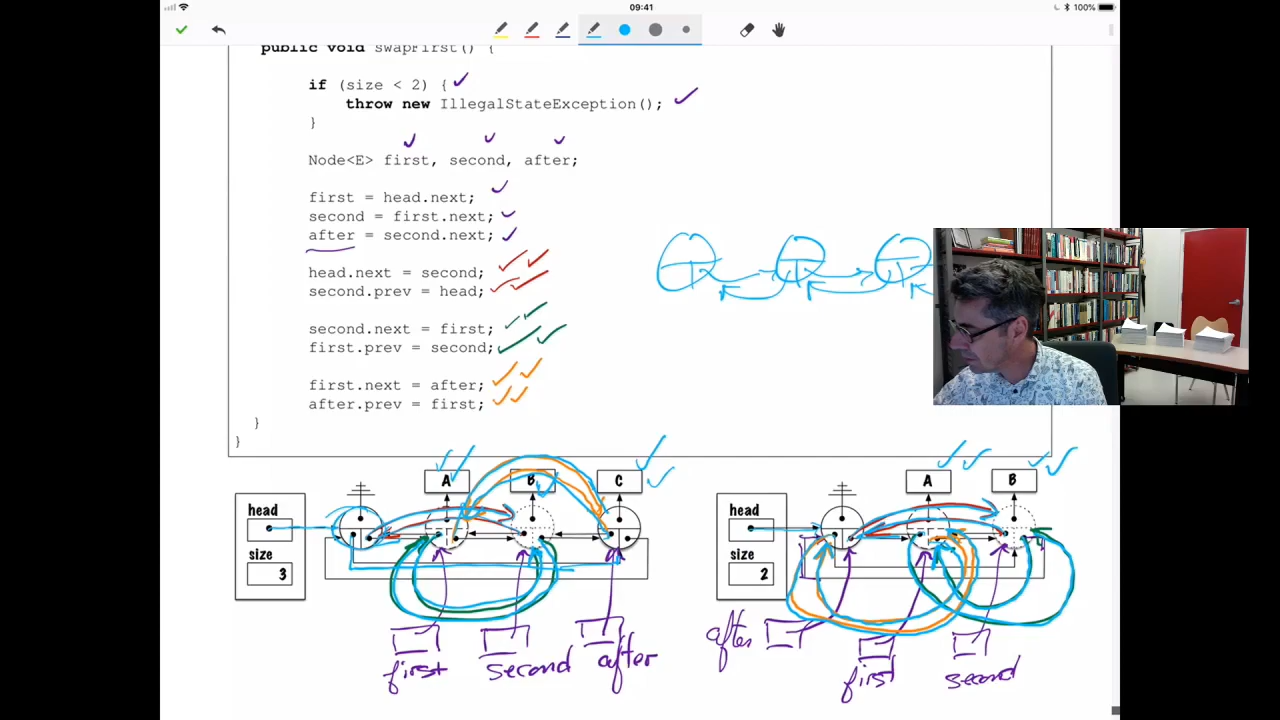 09:41
100%
public void swapFirst() {
if (size < 2) {
throw new IllegalStateException();
}
Node<E> first, second, after;
first = head.next;
second = first.next;
after = second.next;
head.next = second;
second.prev = head;
second.next = first;
first.prev = second;
first.next = after;
after.prev = first;
}
}
A B C
head
size
3
first second after
A B
head
size
2
after first second